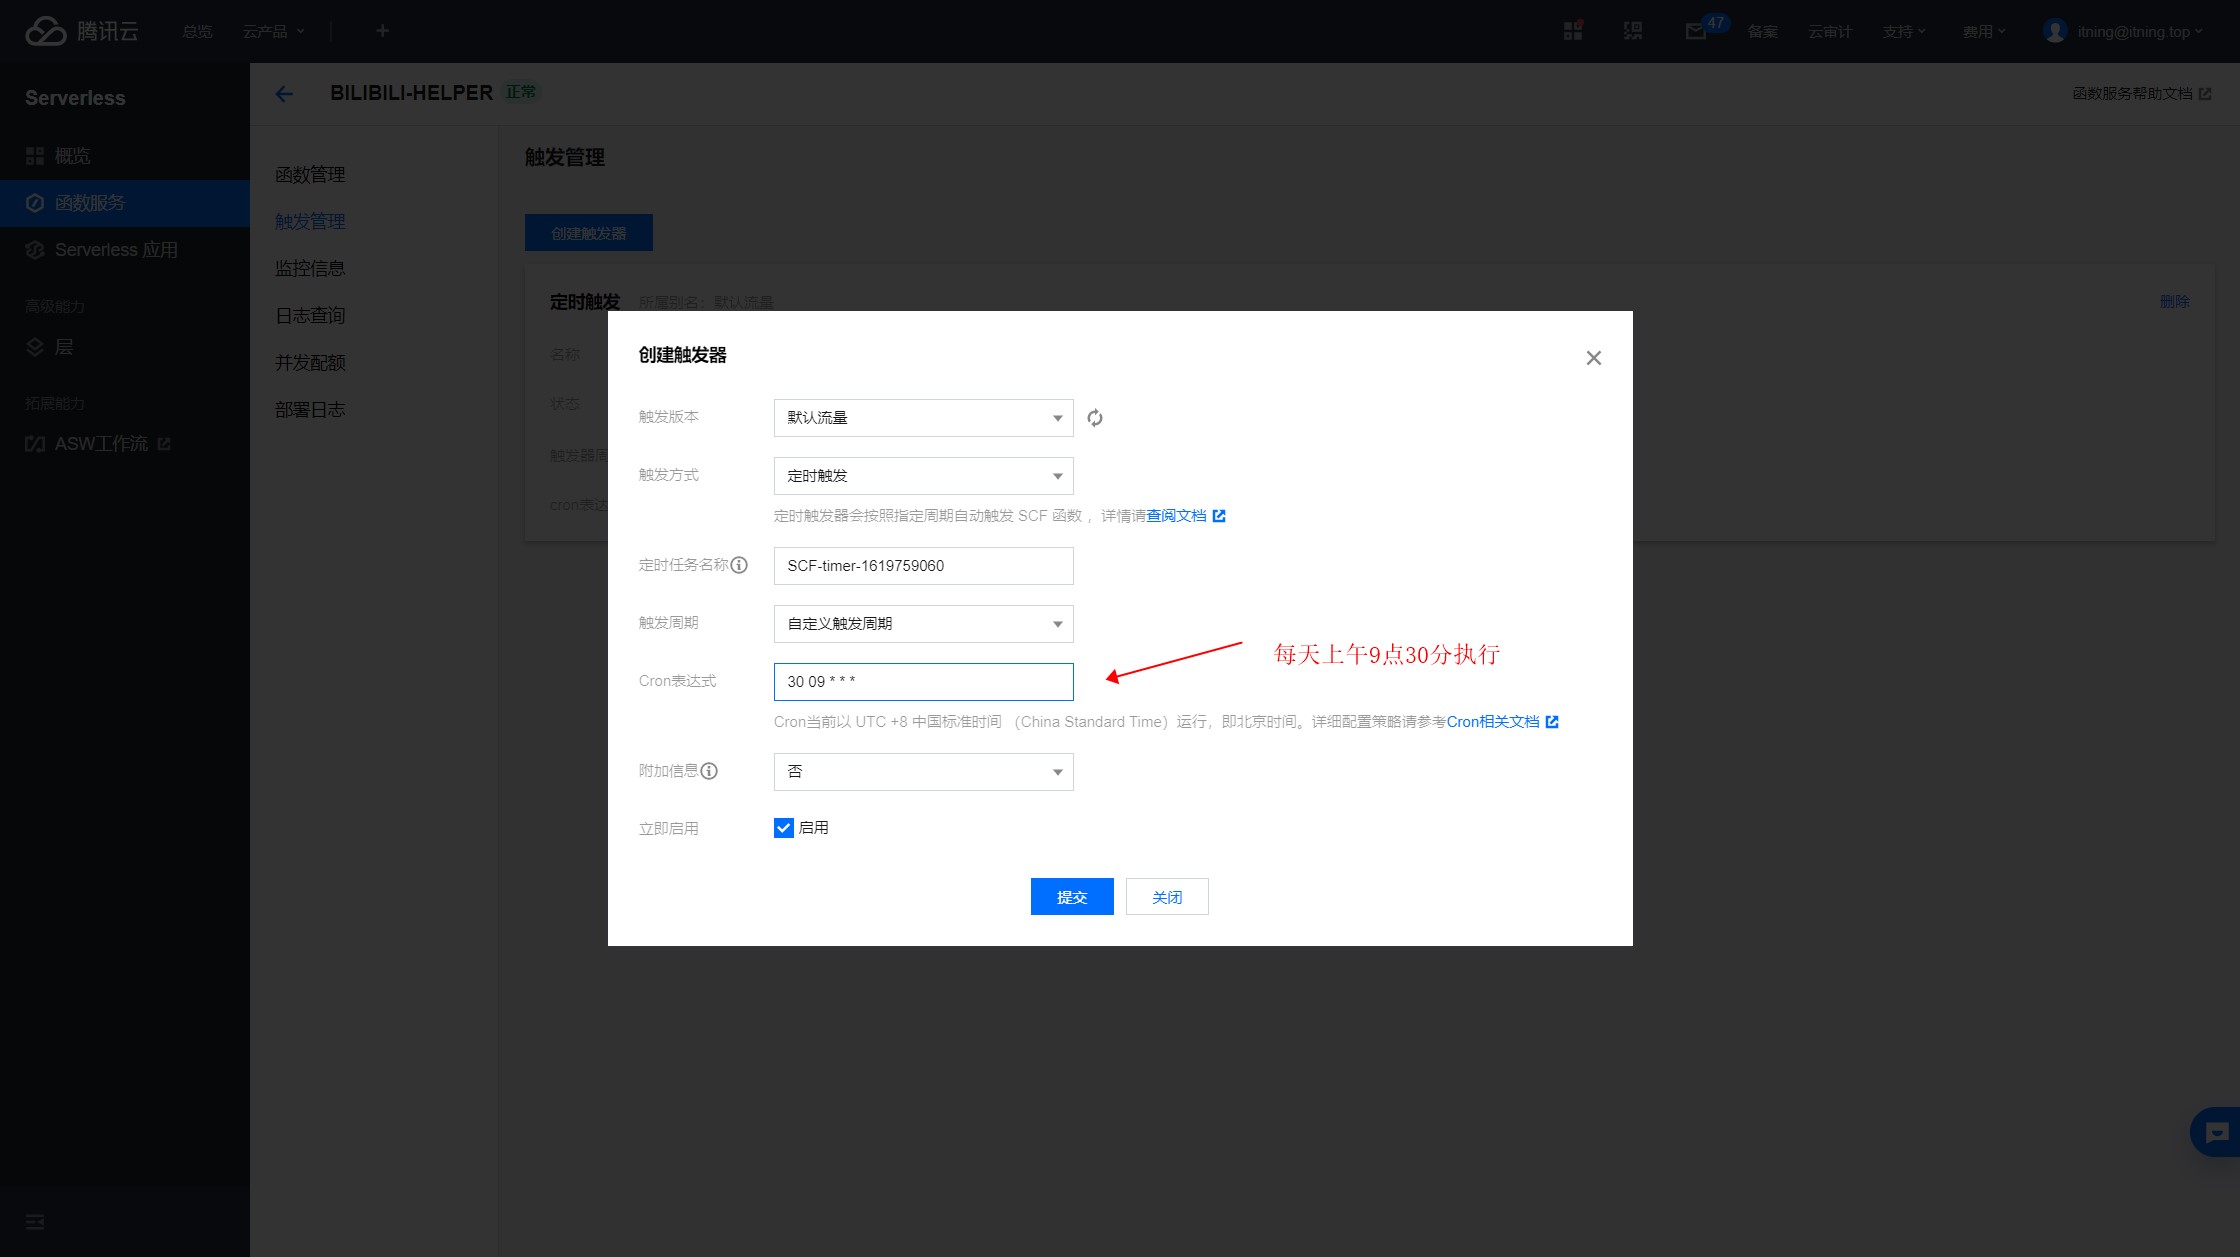 腾讯云
总览
云产品
47
备案
云审计
支持
费用
itning@itning.top
Serverless
概览
函数服务
Serverless 应用
高级能力
层
拓展能力
ASW工作流
BILIBILI-HELPER
正常
函数服务帮助文档
函数管理
触发管理
监控信息
日志查询
并发配额
部署日志
触发管理
创建触发器
定时触发
所属别名：默认流量
删除
名称
状态
触发器周
cron表达
创建触发器
触发版本
默认流量
触发方式
定时触发
定时触发器会按照指定周期自动触发 SCF 函数 ，详情请查阅文档
定时任务名称
SCF-timer-1619759060
触发周期
自定义触发周期
每天上午9点30分执行
Cron表达式
30 09 * * *
Cron当前以 UTC +8 中国标准时间 （China Standard Time）运行，即北京时间。详细配置策略请参考Cron相关文档
附加信息
否
立即启用
启用
提交
关闭